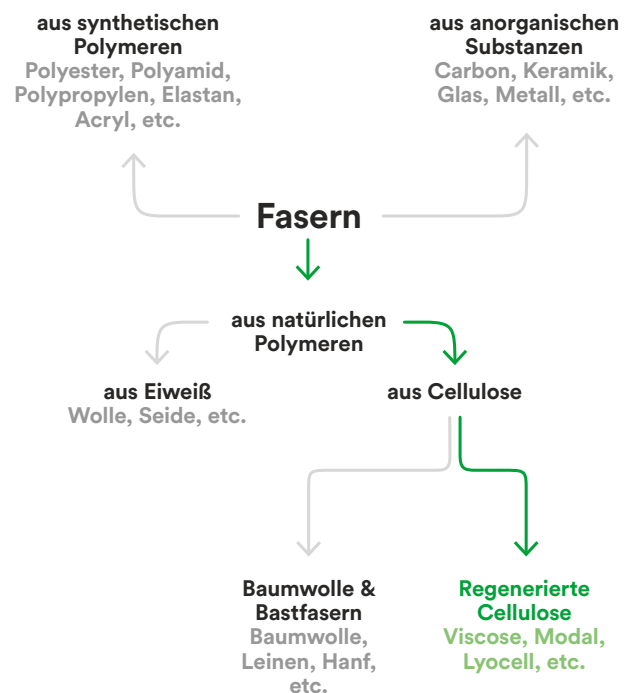 aus synthetischen
Polymeren
Polyester, Polyamid,
Polypropylen, Elastan,
Acryl, etc.
aus anorganischen
Substanzen
Carbon, Keramik,
Glas, Metall, etc.
Fasern
aus natürlichen
Polymeren
aus Eiweiß
Wolle, Seide, etc.
aus Cellulose
Baumwolle &
Bastfasern
Baumwolle,
Leinen, Hanf,
etc.
Regenerierte
Cellulose
Viscose, Modal,
Lyocell, etc.